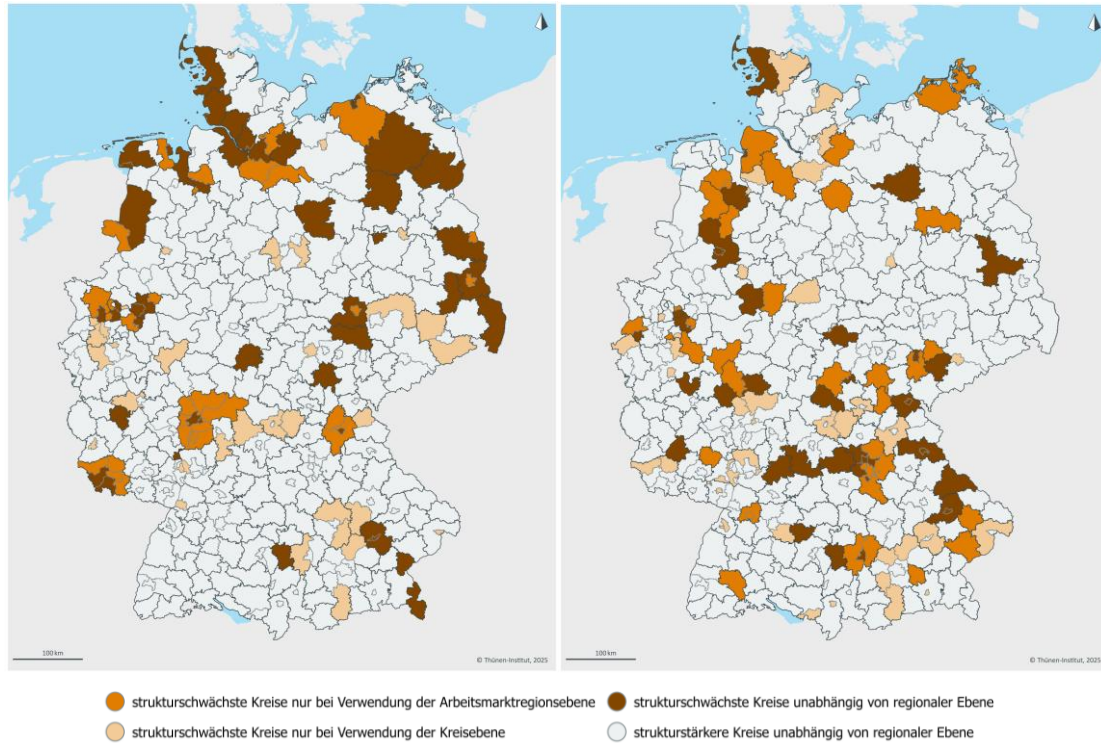 100 km
© Thünen-Institut, 2025
100 km
© Thünen-Institut, 2025
strukturschwächste Kreise nur bei Verwendung der Arbeitsmarktregionsebene
strukturschwächste Kreise unabhängig von regionaler Ebene
strukturschwächste Kreise nur bei Verwendung der Kreisebene
strukturstärkere Kreise unabhängig von regionaler Ebene